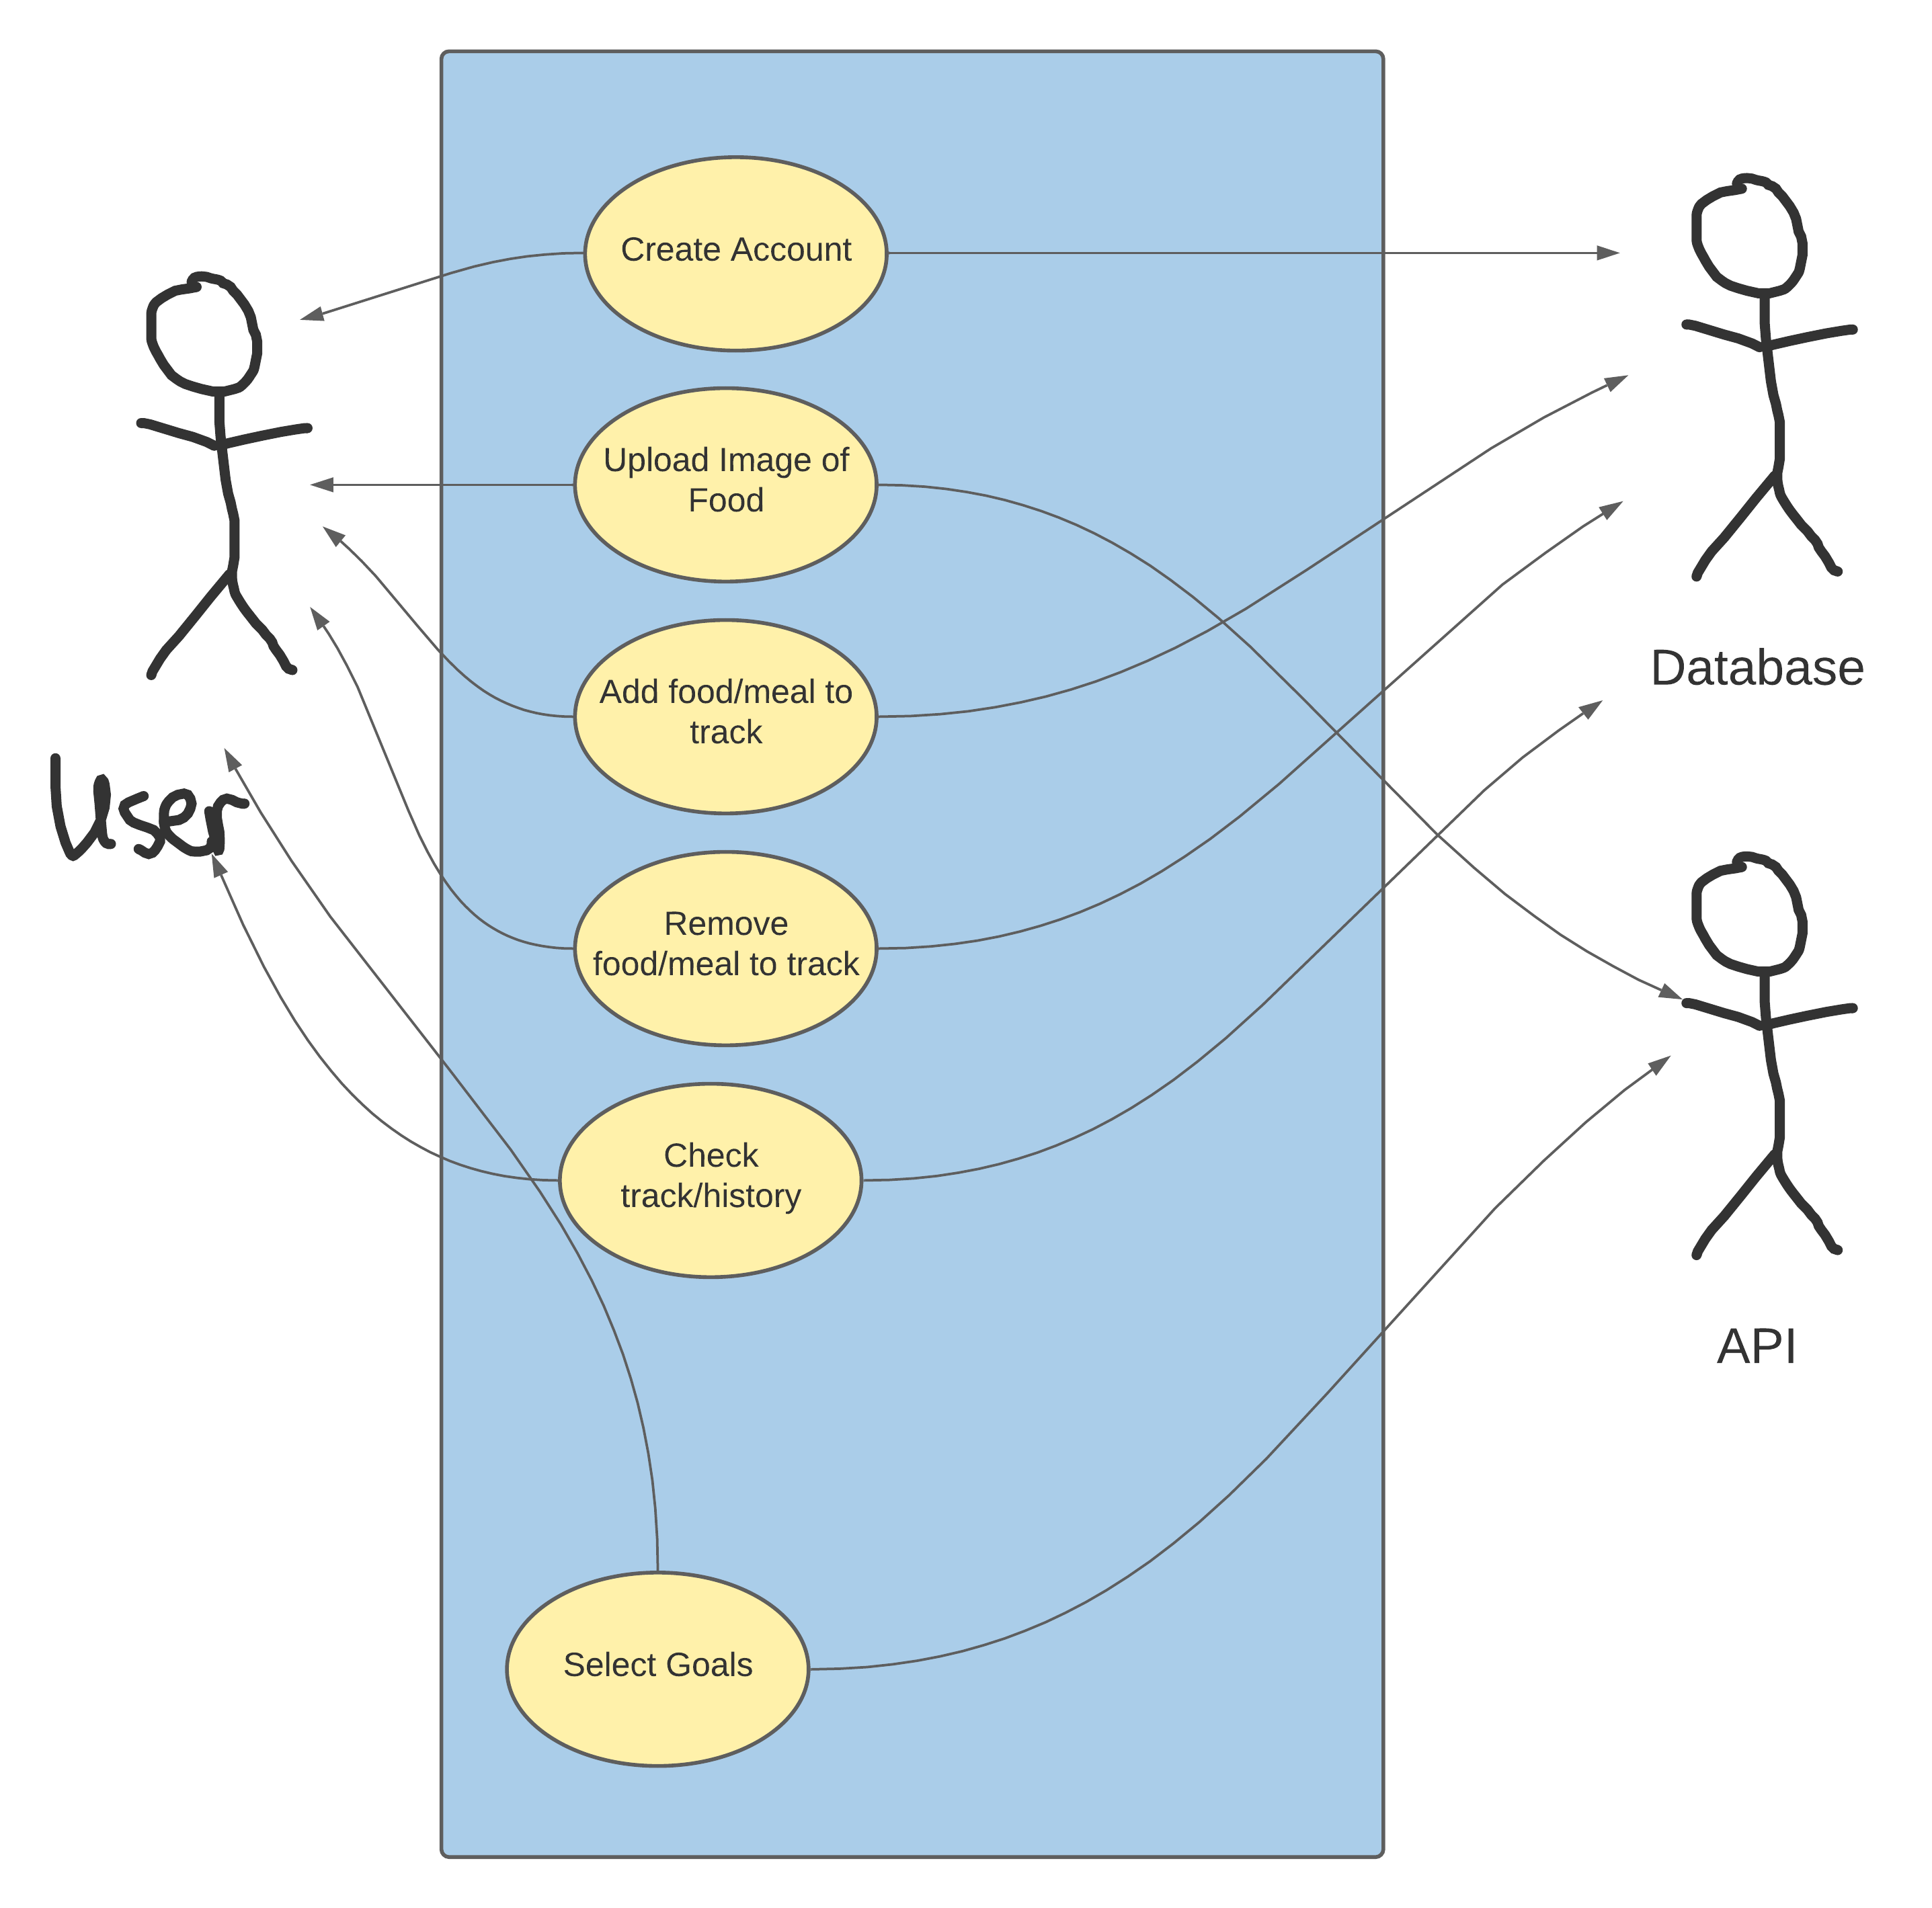 Create Account
Upload Image of
Food
Add food/meal to
track
Remove
food/meal to track
Check
track/history
Select Goals
User
Database
API